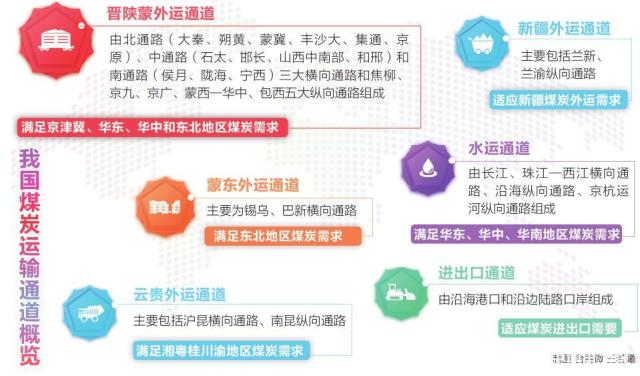 我国煤炭运输通道概览
晋陕蒙外运通道
由北通路（大秦、朔黄、蒙冀、丰沙大、集通、京
原）、中通路（石太、邯长、山西中南部、和邢）和
南通路（侯月、陇海、宁西）三大横向通路和焦柳、
京九、京广、蒙西—华中、包西五大纵向通路组成
满足京津冀、华东、华中和东北地区煤炭需求
新疆外运通道
主要包括兰新、
兰渝纵向通路
适应新疆煤炭外运需求
蒙东外运通道
主要为锡乌、巴新横向通路
满足东北地区煤炭需求
水运通道
由长江、珠江—西江横向通
路、沿海纵向通路、京杭运
河纵向通路组成
满足华东、华中、华南地区煤炭需求
云贵外运通道
主要包括沪昆横向通路、南昆纵向通路
满足湘粤桂川渝地区煤炭需求
进出口通道
由沿海港口和沿边陆路口岸组成
适应煤炭进出口需要